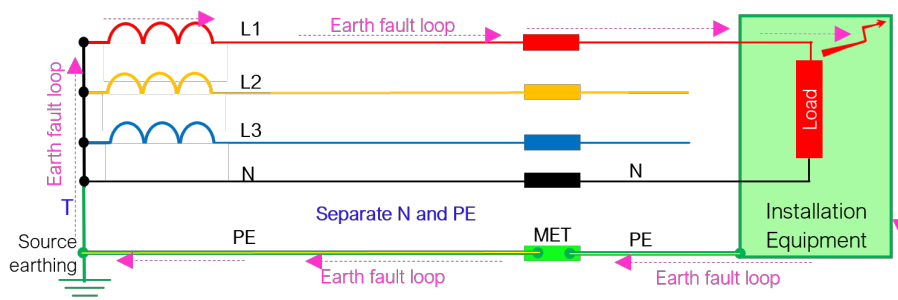 L1
Earth fault loop
L2
L3
Earth fault loop
Load
N
N
T
Separate N and PE
Installation
Equipment
Source
earthing
PE
MET
PE
Earth fault loop
Earth fault loop